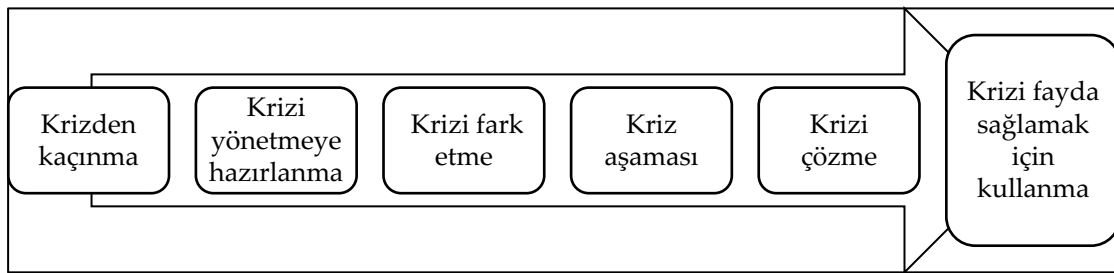 Krizden
kaçınma
Krizi
yönetmeye
hazırlanma
Krizi fark
etme
Kriz
aşaması
Krizi
çözme
Krizi fayda
sağlamak
için
kullanma